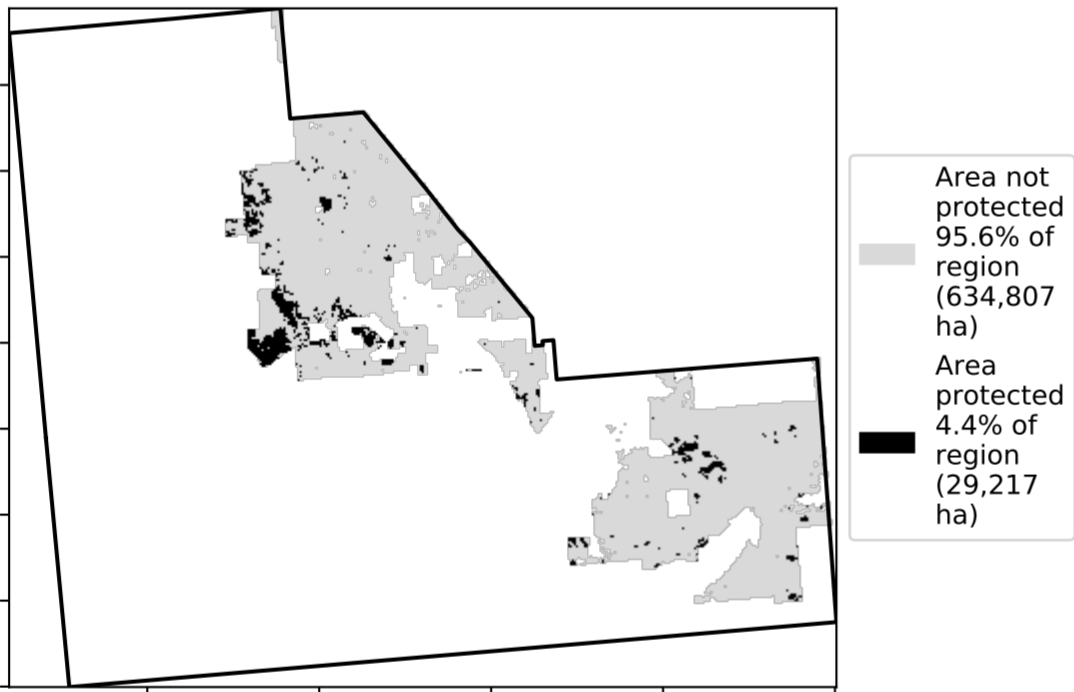 Area not
protected
95.6% of
region
(634,807
ha)
Area
protected
4.4% of
region
(29,217
ha)